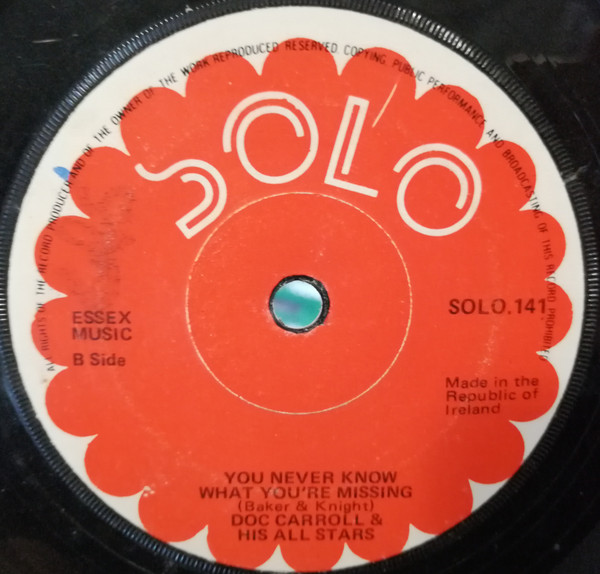 ALL RIGHTS OF THE RECORD PRODUCER AND OF THE OWNER OF THE WORK REPRODUCED RESERVED. COPYING, PUBLIC PERFORMANCE AND BROADCASTING OF THIS RECORD PROHIBITED
SOLO
ESSEX
MUSIC
B Side
SOLO.141
Made in the
Republic of
Ireland
YOU NEVER KNOW
WHAT YOU'RE MISSING
(Baker & Knight)
DOC CARROLL &
HIS ALL STARS